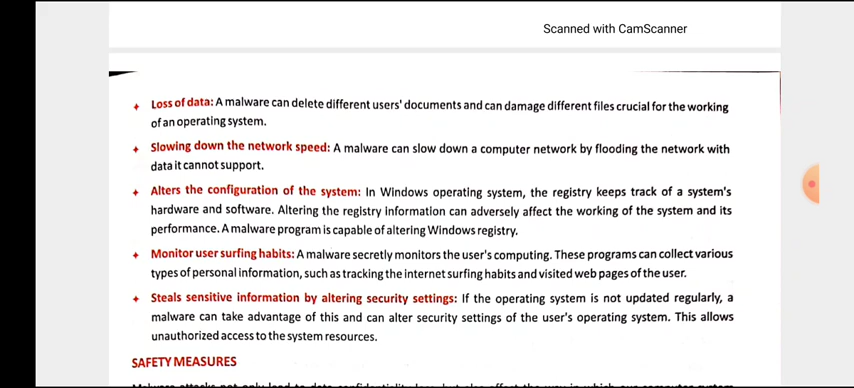 Scanned with CamScanner
Loss of data: A malware can delete different users' documents and can damage different files crucial for the working
of an operating system.
Slowing down the network speed: A malware can slow down a computer network by flooding the network with
data it cannot support.
Alters the configuration of the system: In Windows operating system, the registry keeps track of a system's
hardware and software. Altering the registry information can adversely affect the working of the system and its
performance. A malware program is capable of altering Windows registry.
Monitor user surfing habits: A malware secretly monitors the user's computing. These programs can collect various
types of personal information, such as tracking the internet surfing habits and visited web pages of the user.
Steals sensitive information by altering security settings: If the operating system is not updated regularly, a
malware can take advantage of this and can alter security settings of the user's operating system. This allows
unauthorized access to the system resources.
SAFETY MEASURES